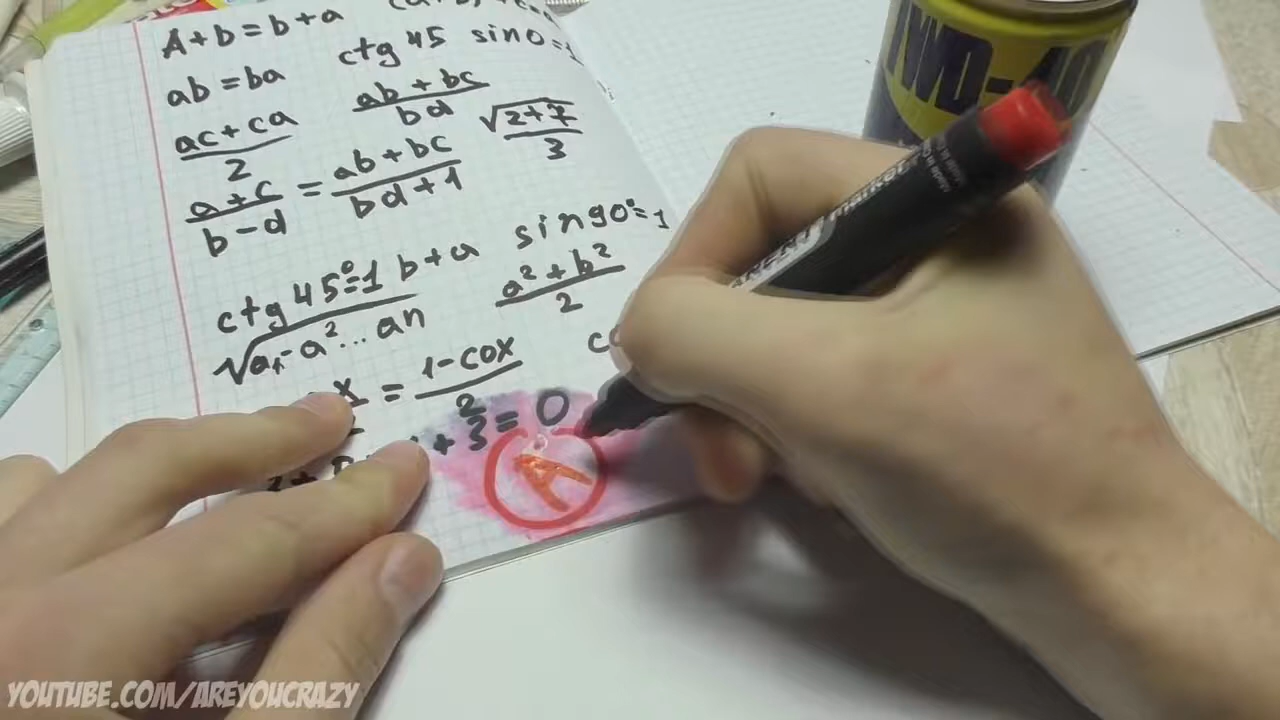 A+b=b+a
ctg 45 sin0=1
ab=ba
ab+bc
bd
ac+ca
2
√2+7
3
a+c
b-d
=
ab+bc
bd+1
sin90°=1
ctg 45°=1 b+a
a²+b²
2
√a₁-a²...an
x
=
1-cox
2
+3=0
A
WD-40
YOUTUBE.COM/AREYOUCRAZY